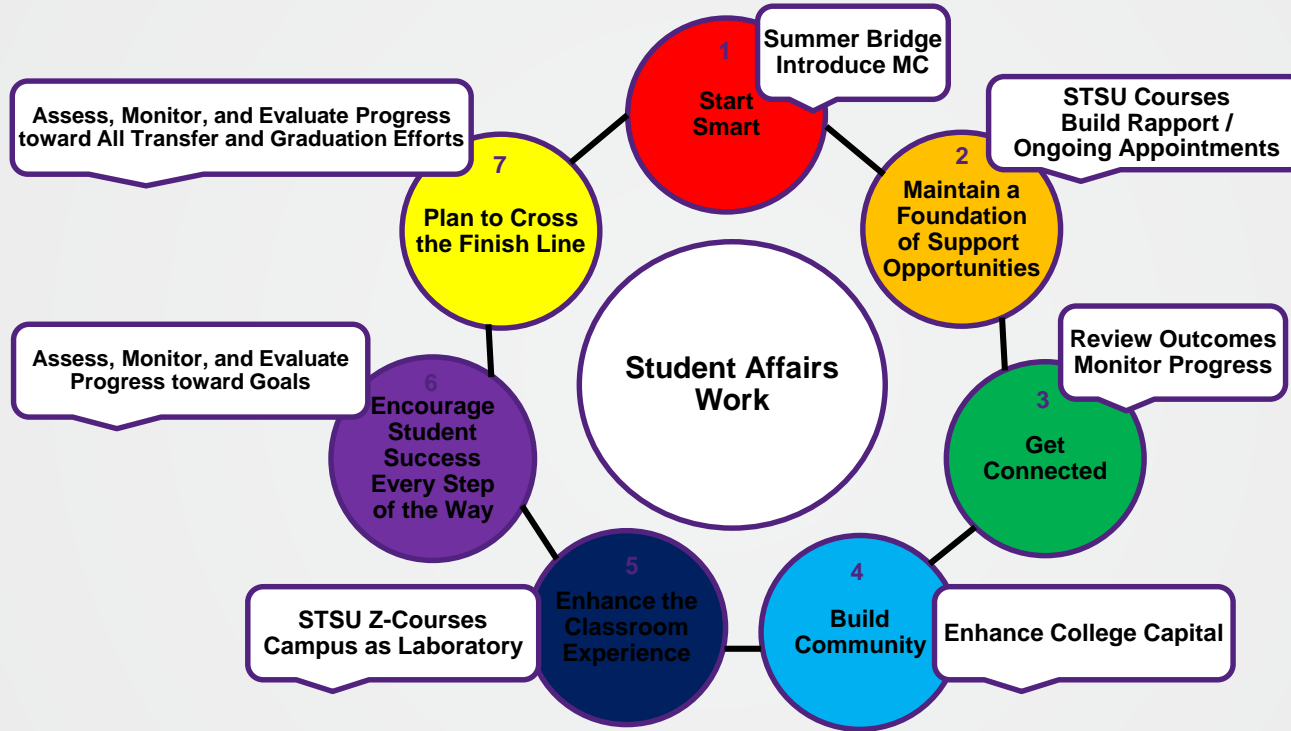 1
Start
Smart
Summer Bridge
Introduce MC
2
Maintain a
Foundation
of Support
Opportunities
STSU Courses
Build Rapport /
Ongoing Appointments
3
Get
Connected
Review Outcomes
Monitor Progress
4
Build
Community
Enhance College Capital
5
Enhance the
Classroom
Experience
STSU Z-Courses
Campus as Laboratory
6
Encourage
Student
Success
Every Step
of the Way
Assess, Monitor, and Evaluate
Progress toward Goals
7
Plan to Cross
the Finish Line
Assess, Monitor, and Evaluate Progress
toward All Transfer and Graduation Efforts
Student Affairs
Work